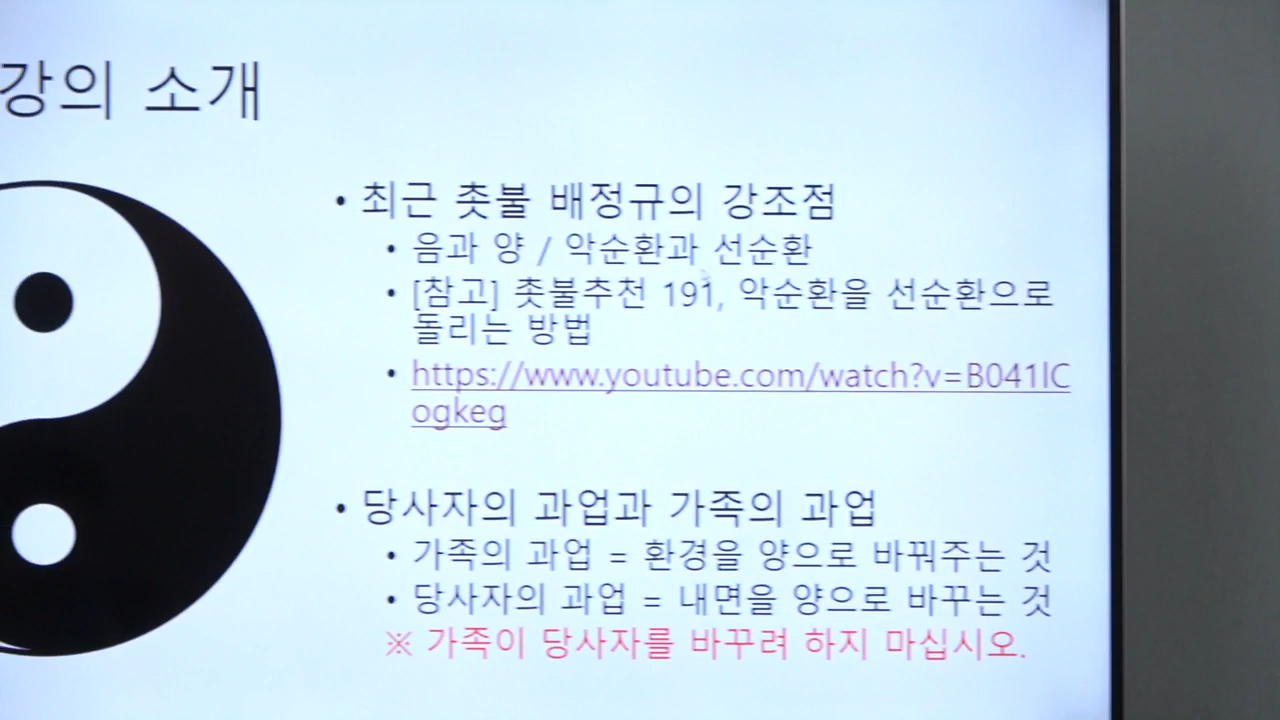 강의 소개
• 최근 촛불 배정규의 강조점
• 음과 양 / 악순환과 선순환
• [참고] 촛불추천 191, 악순환을 선순환으로
돌리는 방법
• https://www.youtube.com/watch?v=B041lC
ogkeg
• 당사자의 과업과 가족의 과업
• 가족의 과업 = 환경을 양으로 바꿔주는 것
• 당사자의 과업 = 내면을 양으로 바꾸는 것
※ 가족이 당사자를 바꾸려 하지 마십시오.